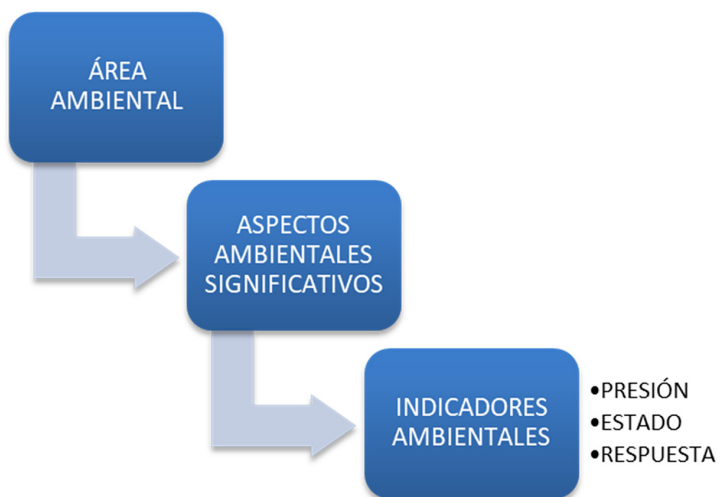 ÁREA
AMBIENTAL
ASPECTOS
AMBIENTALES
SIGNIFICATIVOS
INDICADORES
AMBIENTALES
•PRESIÓN
•ESTADO
•RESPUESTA